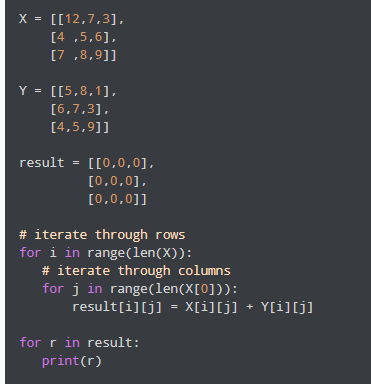 X = [[12,7,3],
    [4 ,5,6],
    [7 ,8,9]]

Y = [[5,8,1],
    [6,7,3],
    [4,5,9]]

result = [[0,0,0],
         [0,0,0],
         [0,0,0]]

# iterate through rows
for i in range(len(X)):
   # iterate through columns
   for j in range(len(X[0])):
       result[i][j] = X[i][j] + Y[i][j]

for r in result:
   print(r)